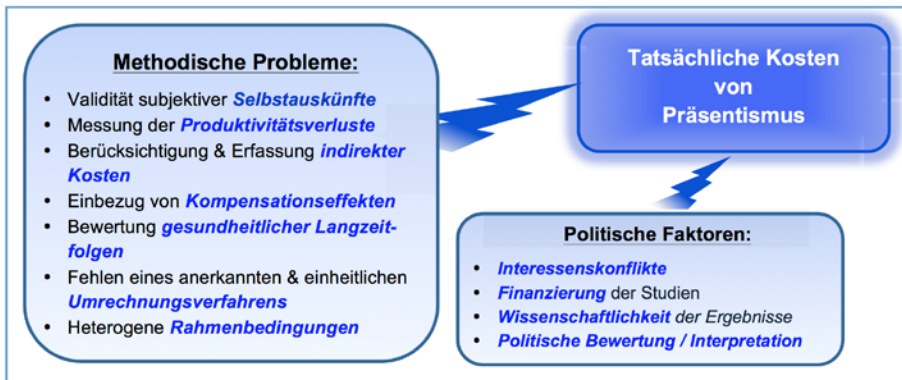 Methodische Probleme:
• Validität subjektiver Selbstauskünfte
• Messung der Produktivitätsverluste
• Berücksichtigung & Erfassung indirekter
Kosten
• Einbezug von Kompensationseffekten
• Bewertung gesundheitlicher Langzeit-
folgen
• Fehlen eines anerkannten & einheitlichen
Umrechnungsverfahrens
• Heterogene Rahmenbedingungen
Tatsächliche Kosten
von
Präsentismus
Politische Faktoren:
• Interessenskonflikte
• Finanzierung der Studien
• Wissenschaftlichkeit der Ergebnisse
• Politische Bewertung / Interpretation